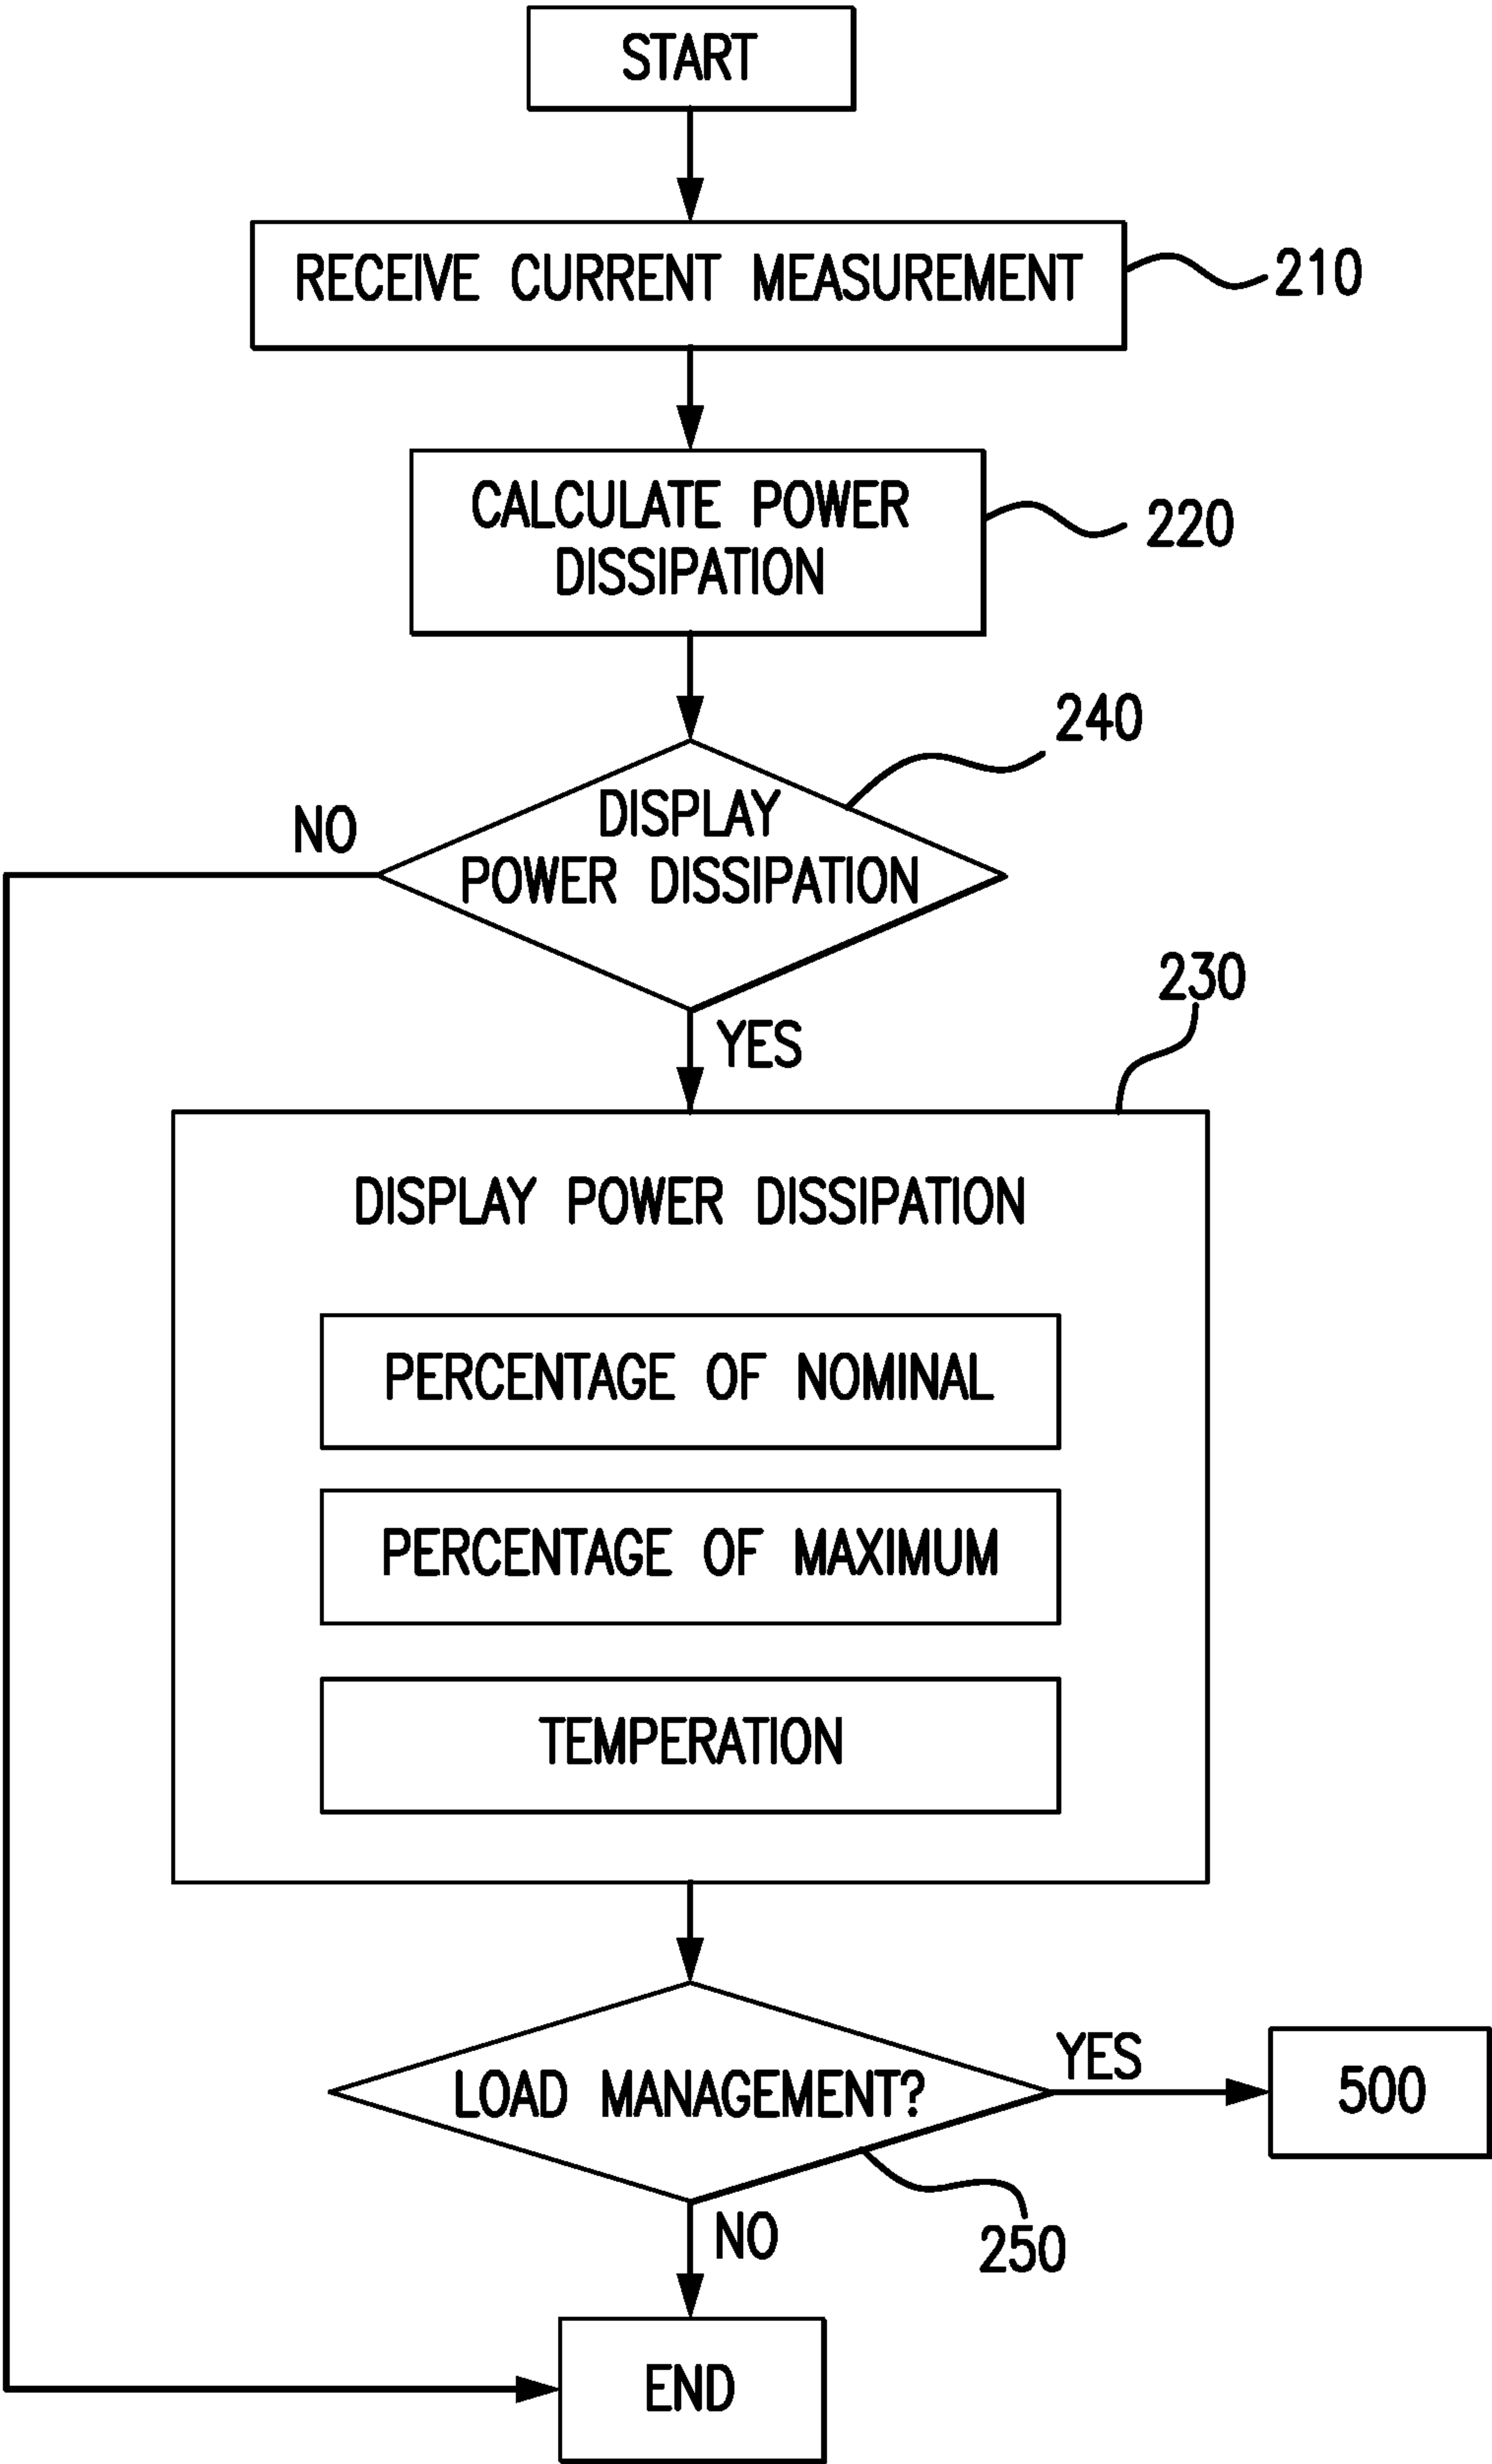 START
RECEIVE CURRENT MEASUREMENT
210
CALCULATE POWER
DISSIPATION
220
240
DISPLAY
POWER DISSIPATION
NO
YES
230
DISPLAY POWER DISSIPATION
PERCENTAGE OF NOMINAL
PERCENTAGE OF MAXIMUM
TEMPERATION
LOAD MANAGEMENT?
YES
500
250
NO
END